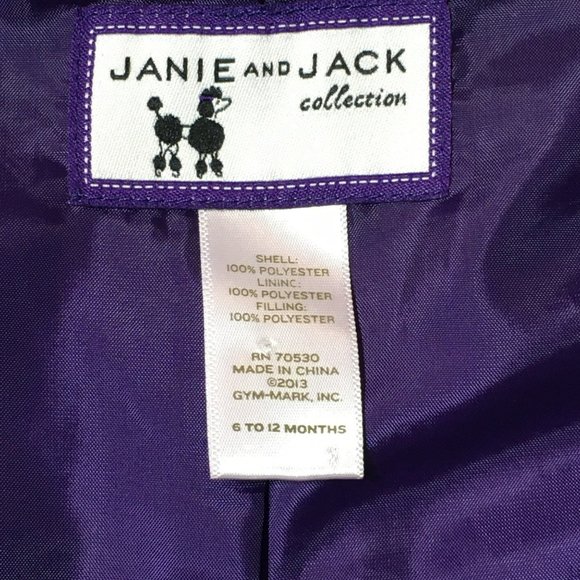 JANIE AND JACK
collection
SHELL:
100% POLYESTER
LINING:
100% POLYESTER
FILLING:
100% POLYESTER
RN 70530
MADE IN CHINA
©2013
GYM-MARK, INC.
6 TO 12 MONTHS